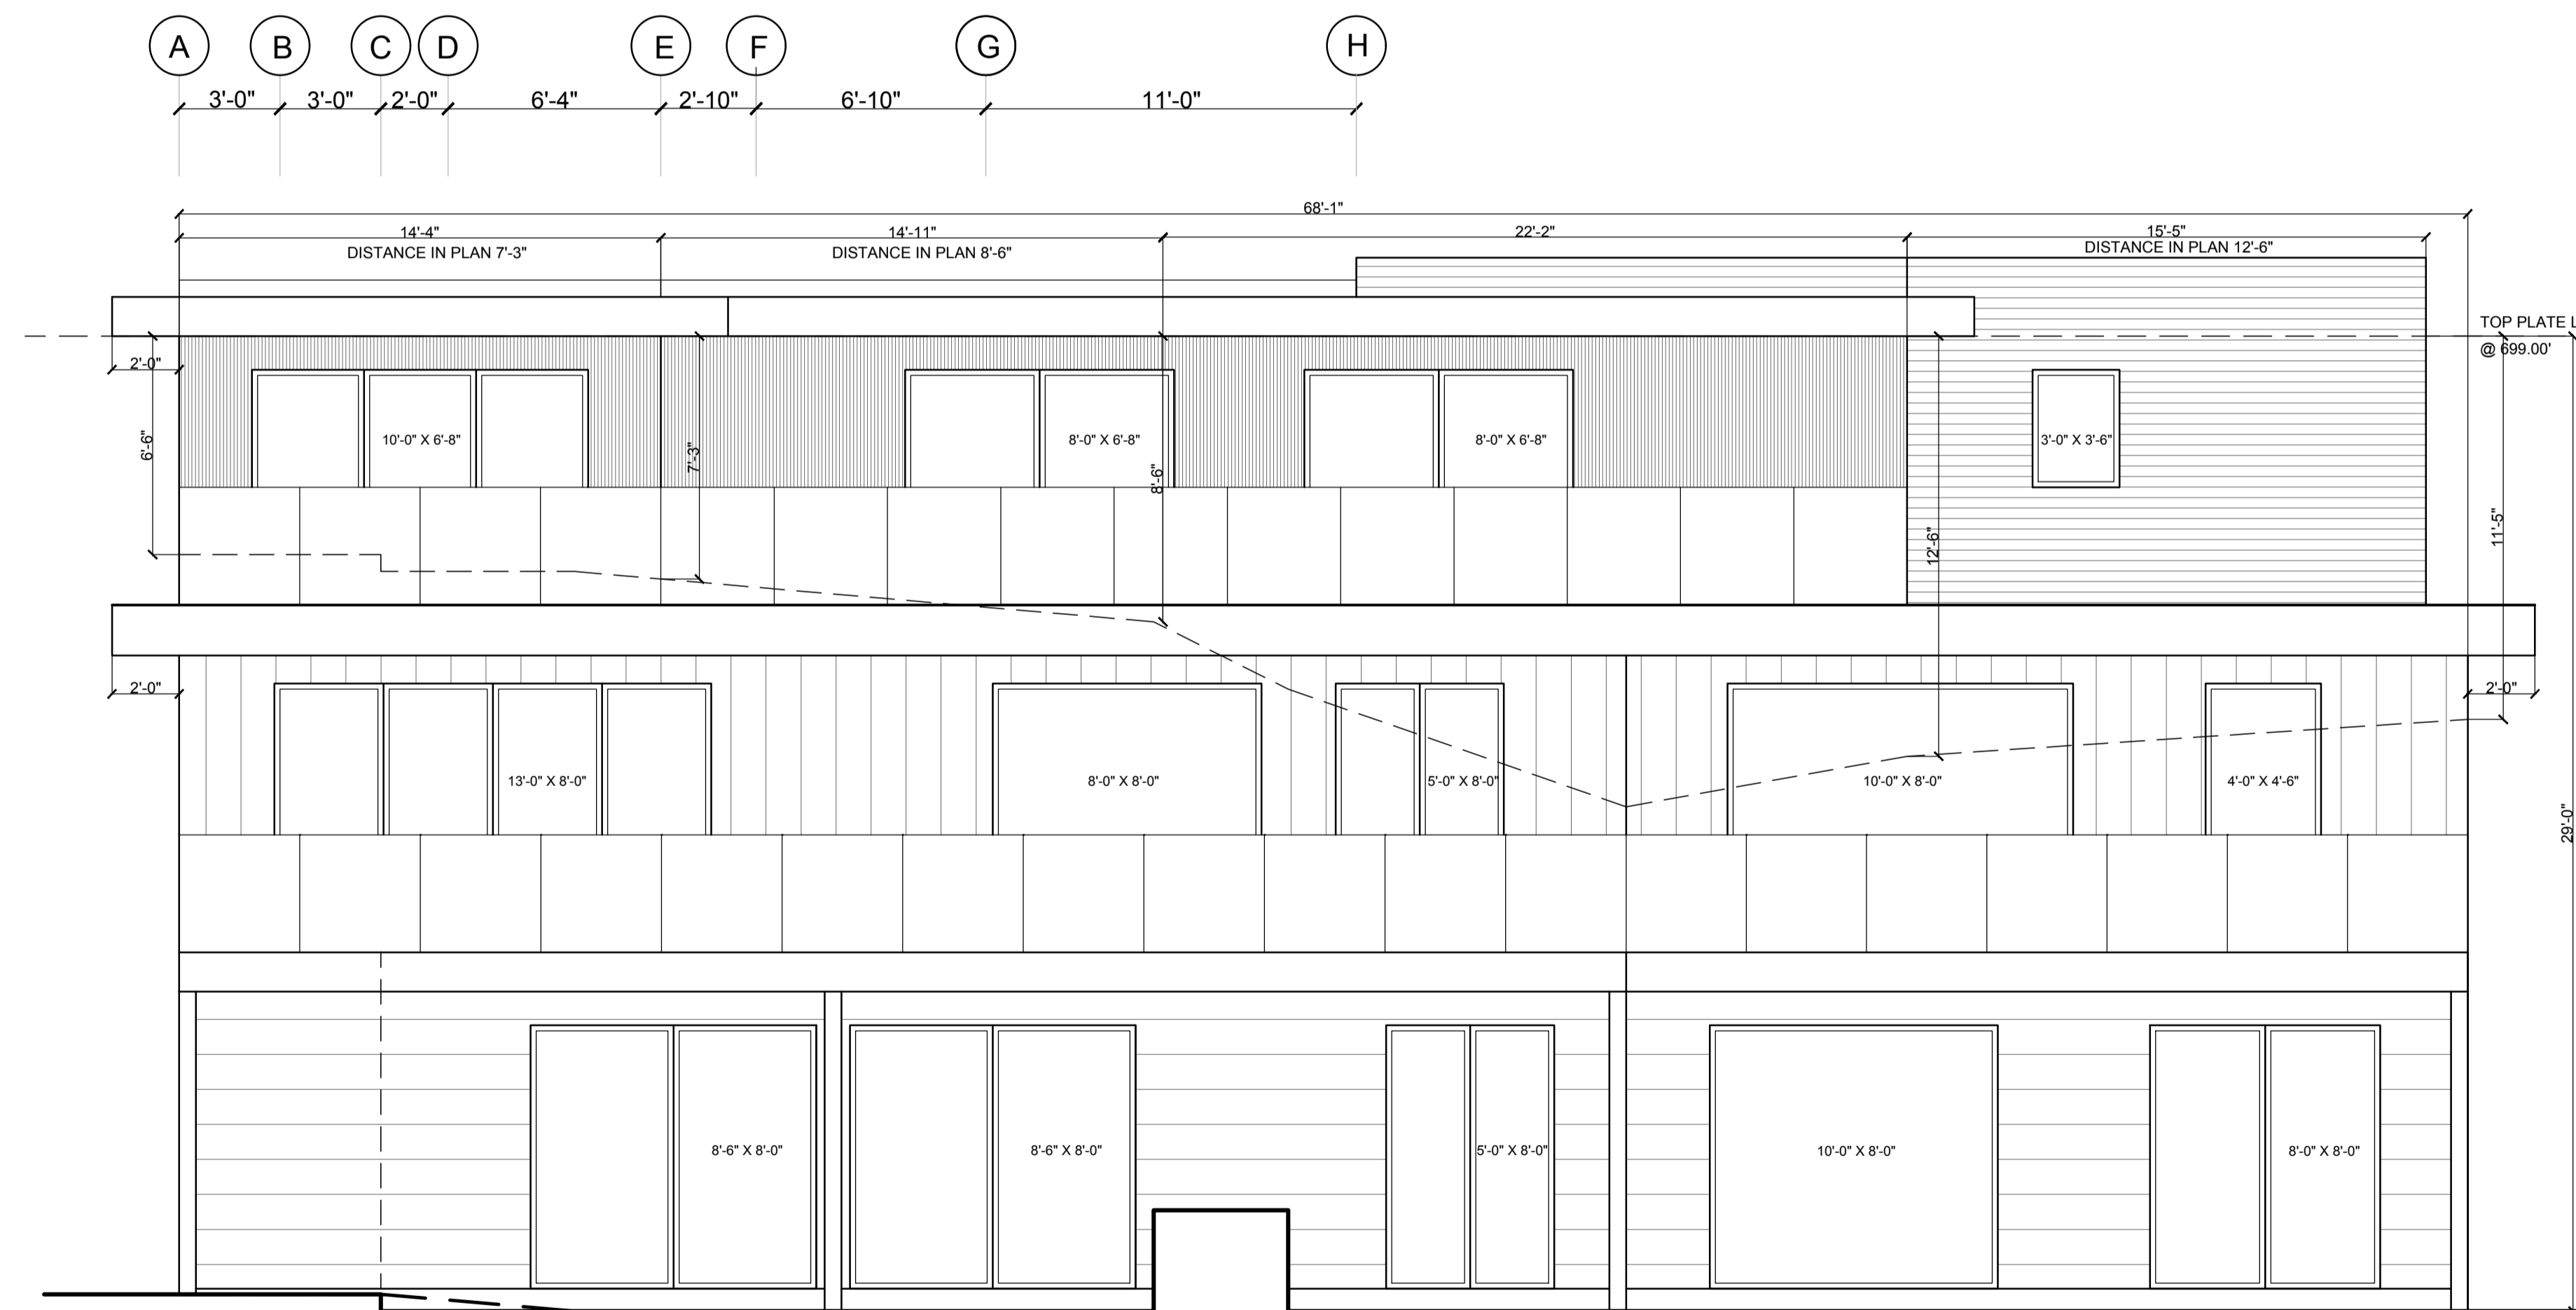 A B C D E F G H
3'-0" 3'-0" 2'-0" 6'-4" 2'-10" 6'-10" 11'-0"
68'-1"
14'-4" 14'-11" 22'-2" 15'-5"
DISTANCE IN PLAN 7'-3" DISTANCE IN PLAN 8'-6" DISTANCE IN PLAN 12'-6"
TOP PLATE L
@ 699.00'
2'-0"
6'-6"
10'-0" X 6'-8"
7'-3"
8'-0" X 6'-8"
8'-6"
8'-0" X 6'-8"
12'-6"
3'-0" X 3'-6"
11'-5"
2'-0"
2'-0"
13'-0" X 8'-0"
8'-0" X 8'-0"
5'-0" X 8'-0"
10'-0" X 8'-0"
4'-0" X 4'-6"
29'-0"
8'-6" X 8'-0"
8'-6" X 8'-0"
5'-0" X 8'-0"
10'-0" X 8'-0"
8'-0" X 8'-0"